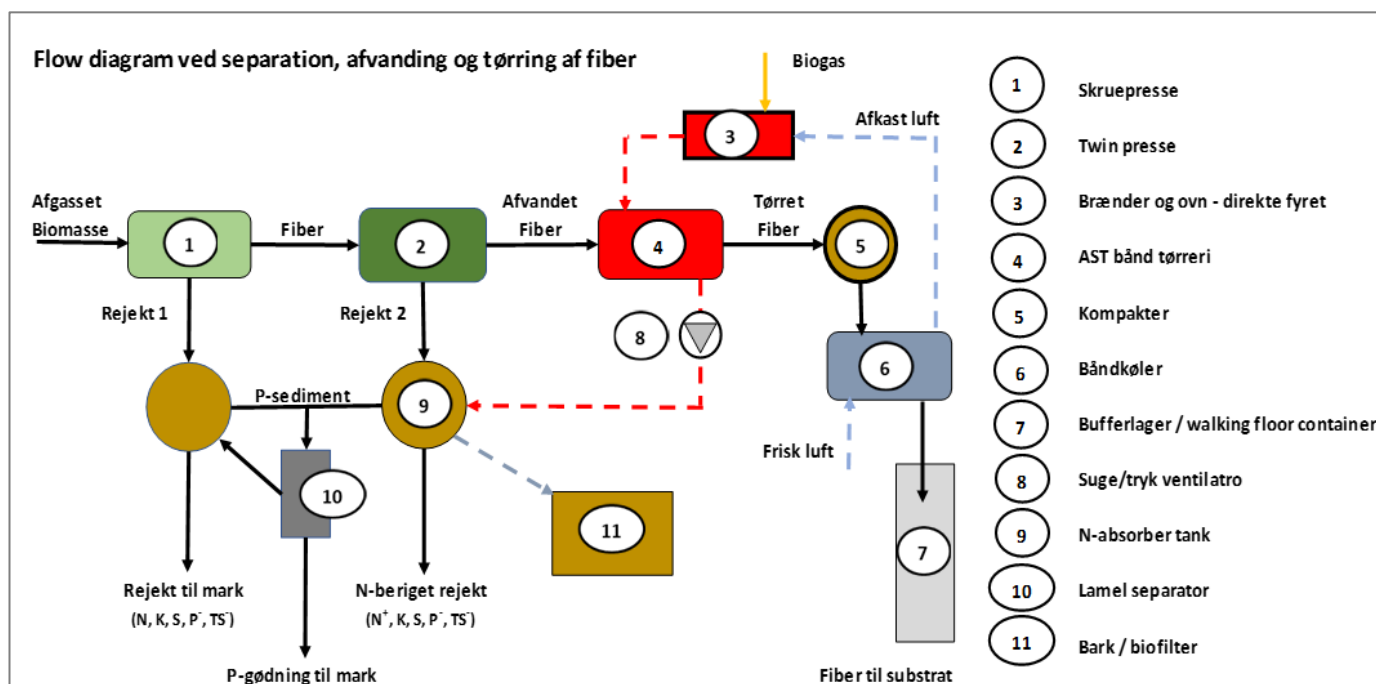 Flow diagram ved separation, afvanding og tørring af fiber
Biogas
Afkast luft
3
Afgasset
Biomasse
1
Fiber
2
Afvandet
Fiber
4
Tørret
Fiber
5
Rejekt 1
Rejekt 2
8
6
P-sediment
9
Frisk luft
10
11
7
Rejekt til mark
(N, K, S, P⁻, TS⁻)
N-beriget rejekt
(N⁺, K, S, P⁻, TS⁻)
P-gødning til mark
Fiber til substrat
1 Skruepresse
2 Twin presse
3 Brænder og ovn - direkte fyret
4 AST bånd tørreri
5 Kompakter
6 Båndkøler
7 Bufferlager / walking floor container
8 Suge/tryk ventilatro
9 N-absorber tank
10 Lamel separator
11 Bark / biofilter